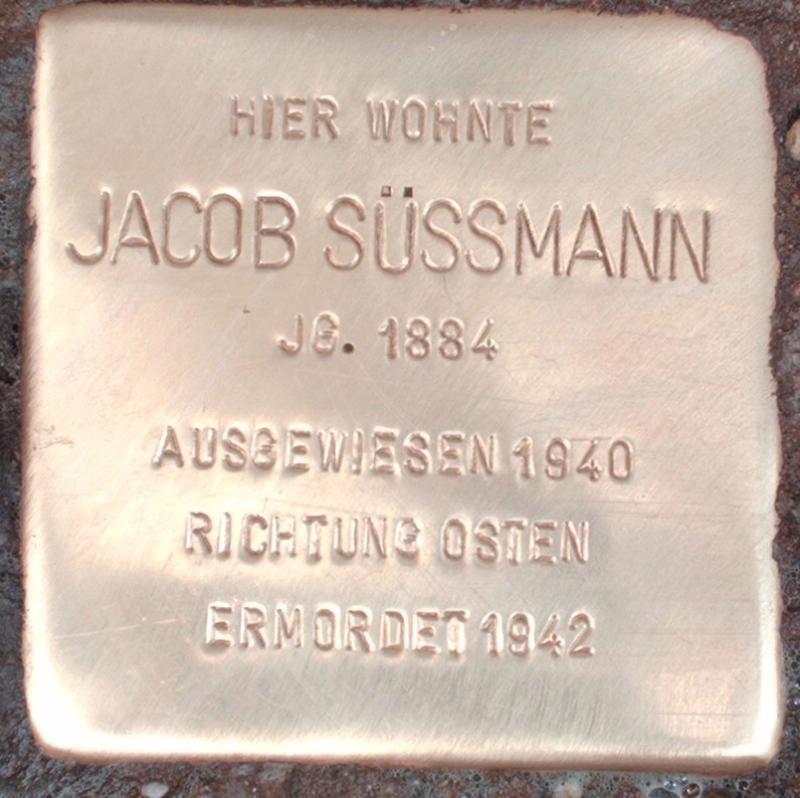 HIER WOHNTE
JACOB SÜSSMANN
JG. 1884
AUSGEWIESEN 1940
RICHTUNG OSTEN
ERMORDET 1942